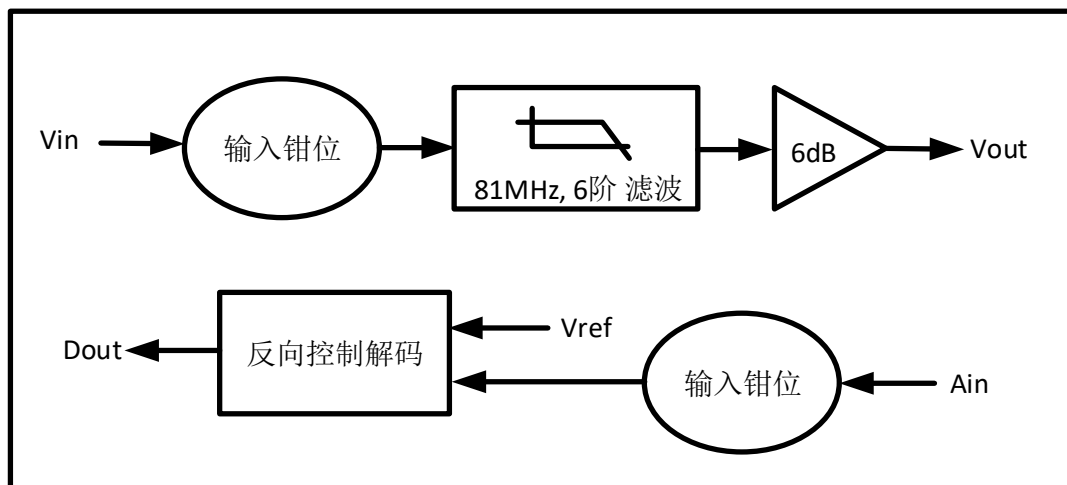 Vin
输入钳位
81MHz, 6阶 滤波
6dB
Vout
Dout
反向控制解码
Vref
输入钳位
Ain